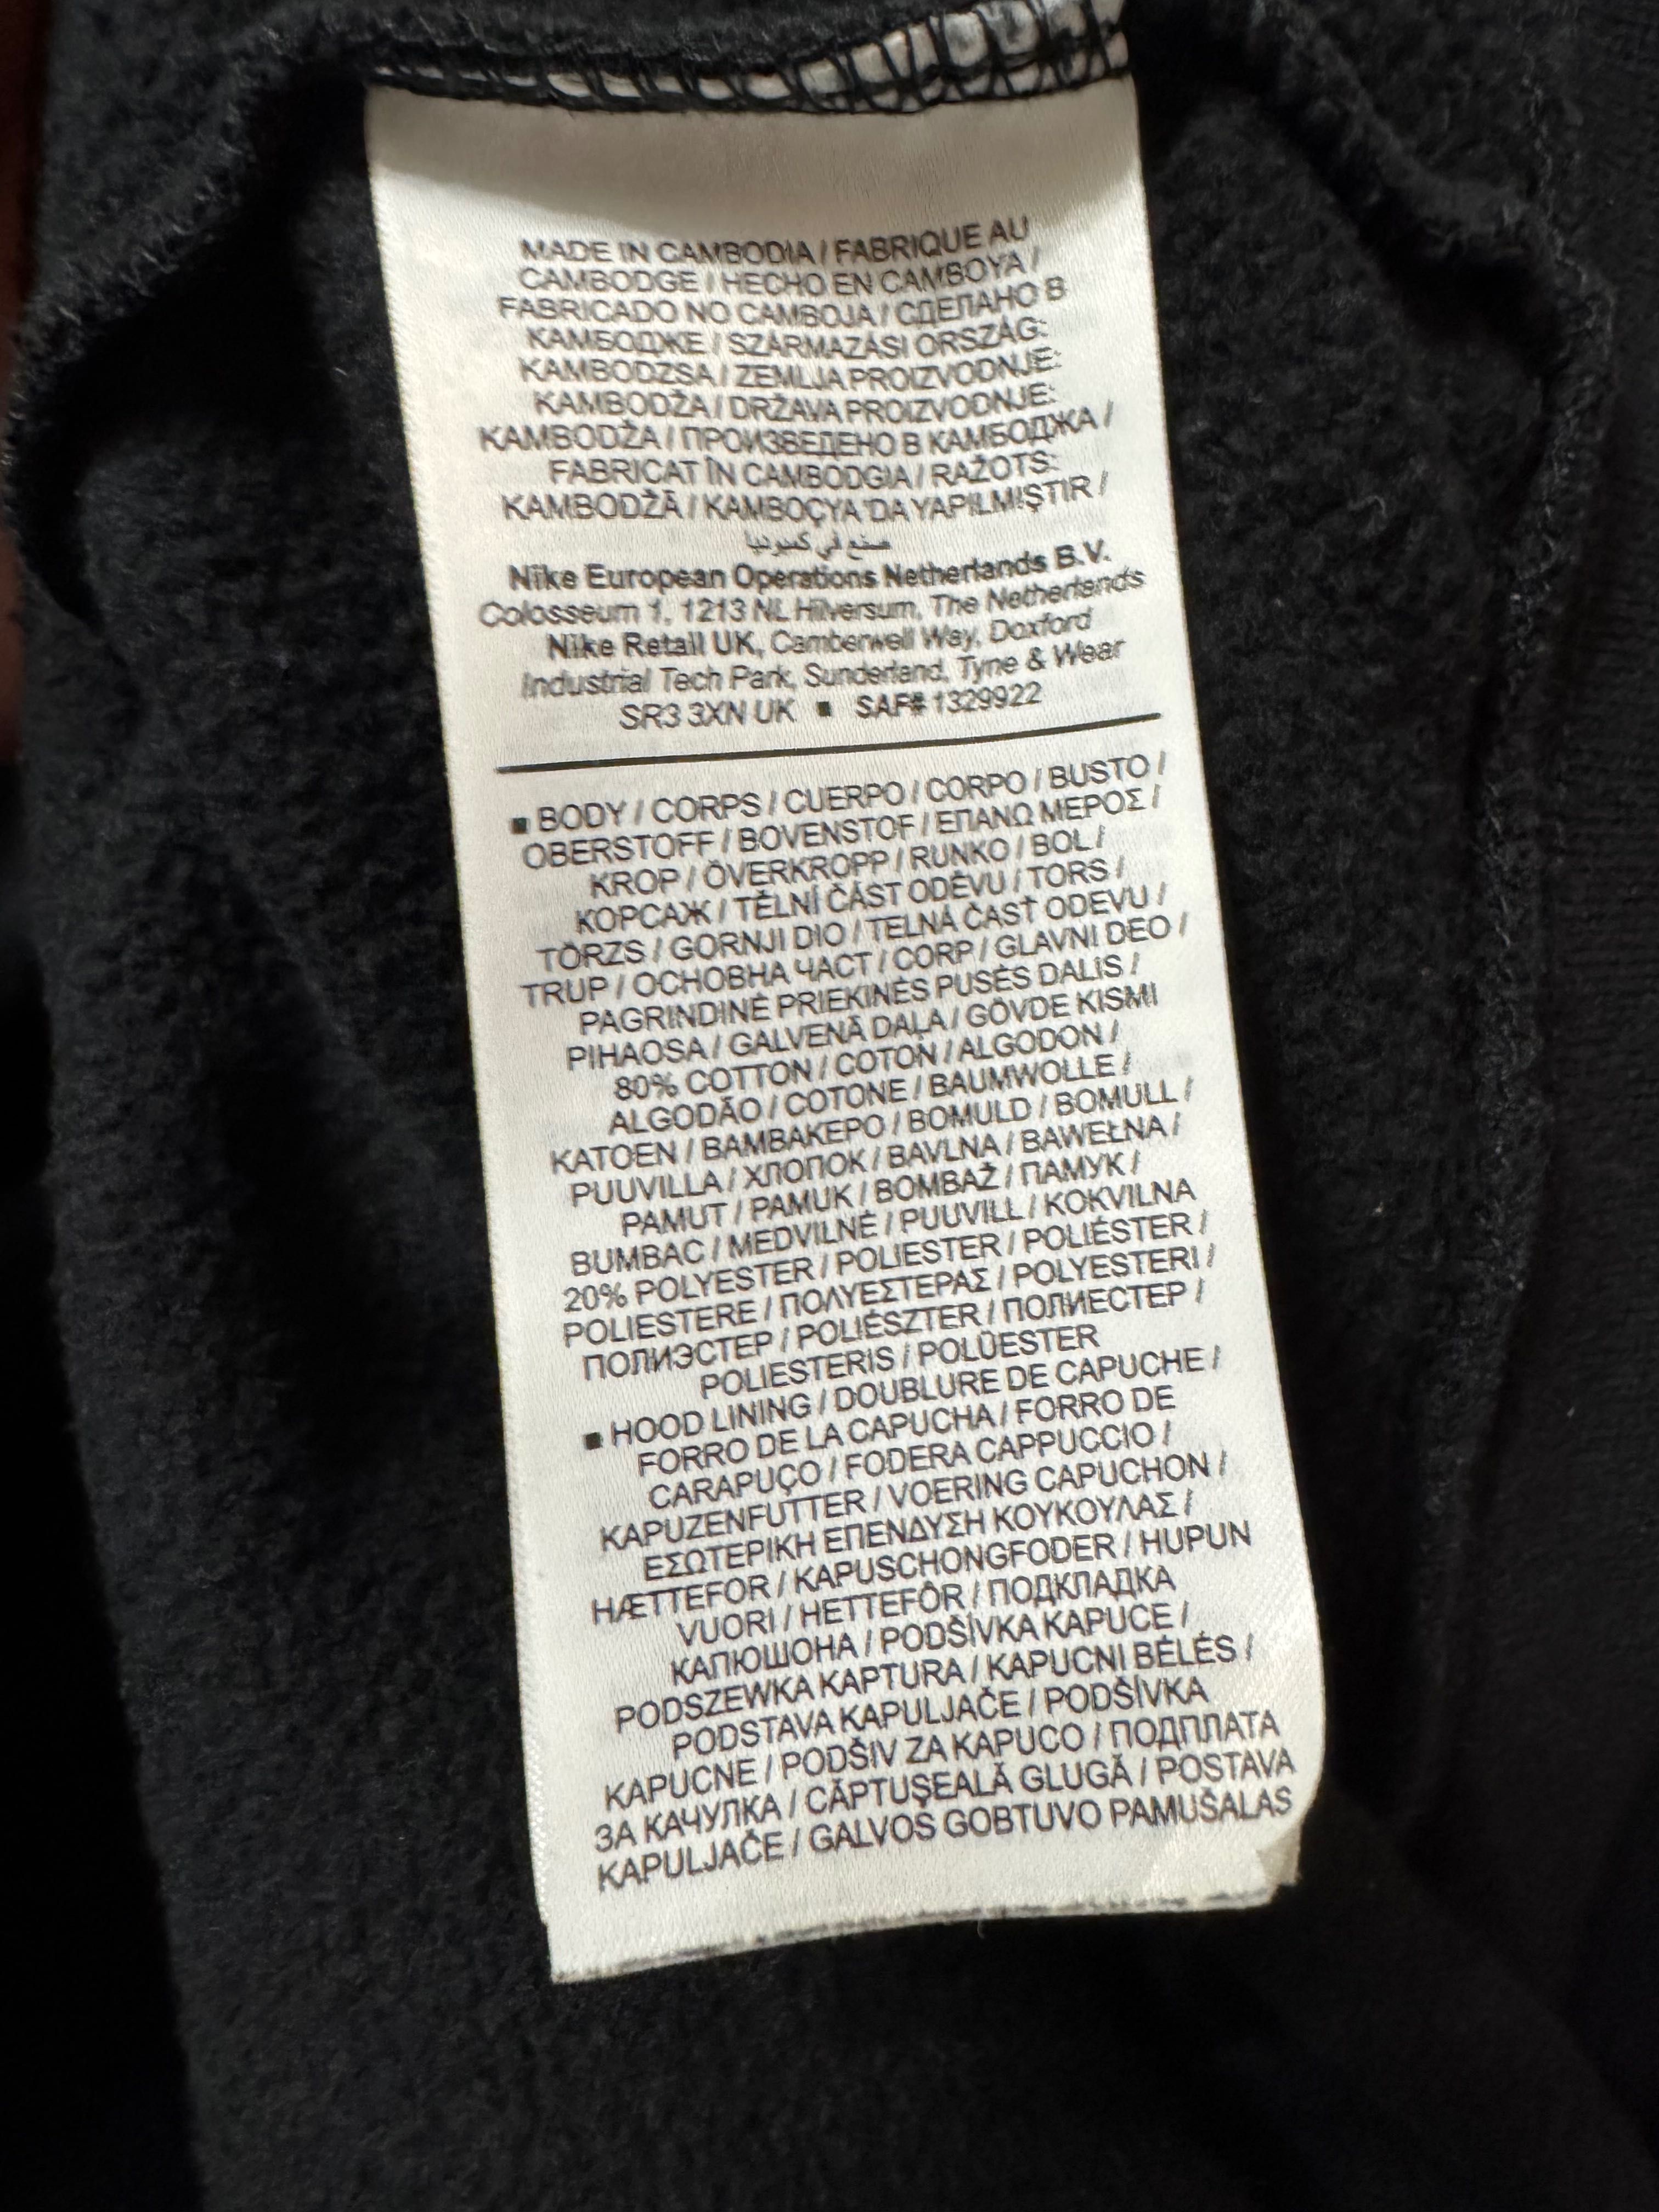 MADE IN CAMBODIA / FABRIQUE AU
CAMBODGE / HECHO EN CAMBOYA /
FABRICADO NO CAMBOJA / СДЕЛАНО В
КАМБОДЖЕ / SZÁRMAZÁSI ORSZÁG:
KAMBODZSA / ZEMLJA PROIZVODNJE:
KAMBODŽA / DRŽAVA PROIZVODNJE:
KAMBODŽA / ПРОИЗВЕДЕНО В КАМБОДЖА /
FABRICAT ÎN CAMBODGIA / RAŽOTS:
KAMBODŽĀ / KAMBOÇYA'DA YAPILMIŞTIR /
صنع في كمبوديا
Nike European Operations Netherlands B.V.
Colosseum 1, 1213 NL Hilversum, The Netherlands
Nike Retail UK, Camberwell Way, Doxford
Industrial Tech Park, Sunderland, Tyne & Wear
SR3 3XN UK ▪ SAF# 1329922
▪ BODY / CORPS / CUERPO / CORPO / BUSTO /
OBERSTOFF / BOVENSTOF / ΕΠΑΝΩ ΜΕΡΟΣ /
KROP / ÖVERKROPP / RUNKO / BOL /
КОРСАЖ / TĚLNÍ ČÁST ODĚVU / TORS /
TÖRZS / GORNJI DIO / TELNÁ ČASŤ ODEVU /
TRUP / ОСНОВНА ЧАСТ / CORP / GLAVNI DEO /
PAGRINDINĖ PRIEKINĖS PUSĖS DALIS /
PIHAOSA / GALVENĀ DAĻA / GÖVDE KISMI
80% COTTON / COTON / ALGODON /
ALGODÃO / COTONE / BAUMWOLLE /
KATOEN / ΒΑΜΒΑΚΕΡΟ / BOMULD / BOMULL /
PUUVILLA / ХЛОПОК / BAVLNA / BAWEŁNA /
PAMUT / PAMUK / BOMBAŽ / ПАМУК /
BUMBAC / MEDVILNĖ / PUUVILL / KOKVILNA
20% POLYESTER / POLIESTER / POLIÉSTER /
POLIESTERE / ΠΟΛΥΕΣΤΕΡΑΣ / POLYESTERI /
ПОЛИЭСТЕР / POLIÉSZTER / ПОЛИЕСТЕР /
POLIESTERIS / POLÜESTER
▪ HOOD LINING / DOUBLURE DE CAPUCHE /
FORRO DE LA CAPUCHA / FORRO DE
CARAPUÇO / FODERA CAPPUCCIO /
KAPUZENFUTTER / VOERING CAPUCHON /
ΕΣΩΤΕΡΙΚΗ ΕΠΕΝΔΥΣΗ ΚΟΥΚΟΥΛΑΣ /
HÆTTEFOR / KAPUSCHONGFODER / HUPUN
VUORI / HETTEFÔR / ПОДКЛАДКА
КАПЮШОНА / PODŠÍVKA KAPUCE /
PODSZEWKA KAPTURA / KAPUCNI BÉLÉS /
PODSTAVA KAPULJAČE / PODŠÍVKA
KAPUCNE / PODŠIV ZA KAPUCO / ПОДПЛАТА
ЗА КАЧУЛКА / CĂPTUŞEALĂ GLUGĂ / POSTAVA
KAPULJAČE / GALVOS GOBTUVO PAMUŠALAS